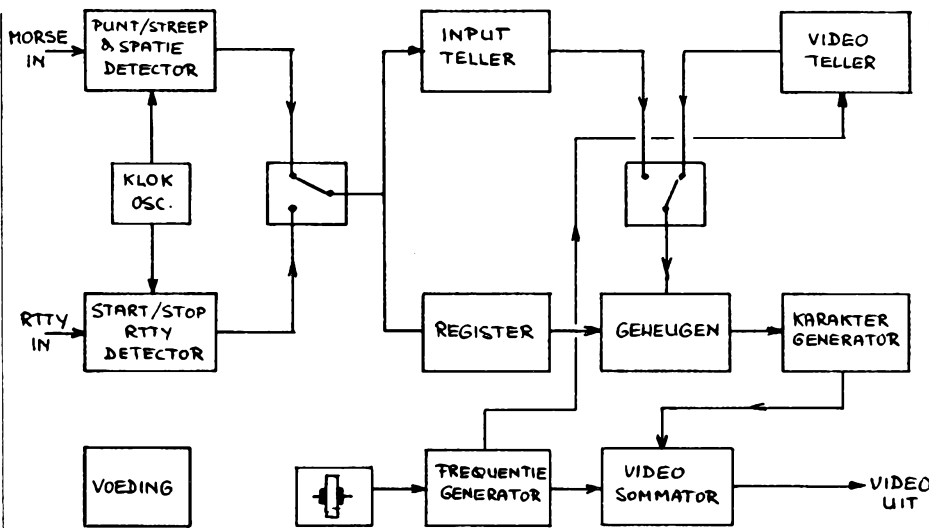 MORSE
IN
PUNT/STREEP
& SPATIE
DETECTOR
INPUT
TELLER
VIDEO
TELLER
KLOK
OSC.
RTTY
IN
START/STOP
RTTY
DETECTOR
REGISTER
GEHEUGEN
KARAKTER
GENERATOR
VOEDING
FREQUENTIE
GENERATOR
VIDEO
SOMMATOR
VIDEO
UIT